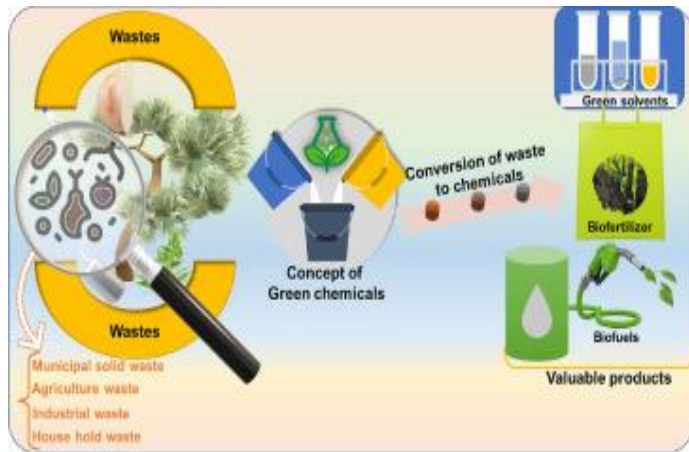 Wastes
Wastes
Municipal solid waste
Agriculture waste
Industrial waste
House hold waste
Concept of
Green chemicals
Conversion of waste
to chemicals
Green solvents
Biofertilizer
Biofuels
Valuable products